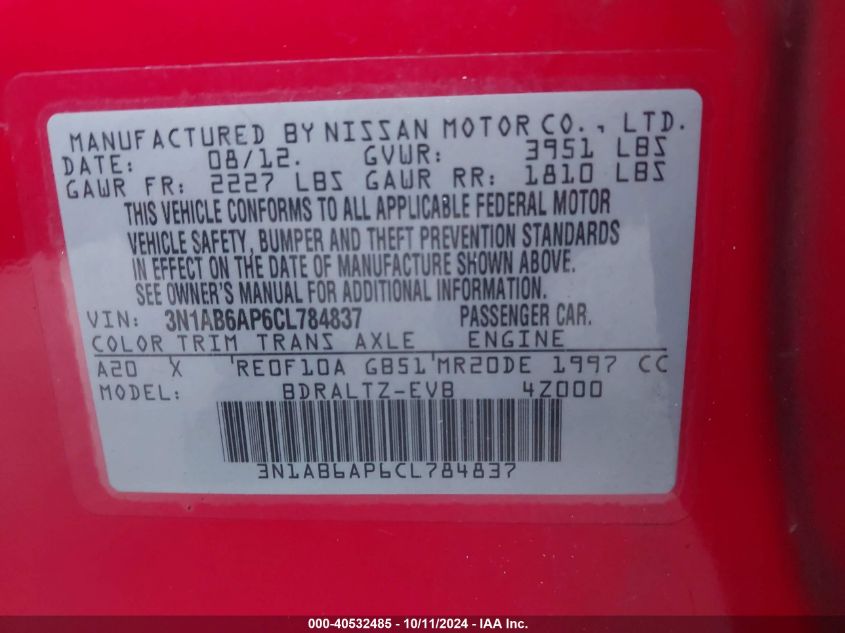 MANUFACTURED BY NISSAN MOTOR CO., LTD.
DATE: 08/12. GVWR: 3951 LBS
GAWR FR: 2227 LBS GAWR RR: 1810 LBS
THIS VEHICLE CONFORMS TO ALL APPLICABLE FEDERAL MOTOR
VEHICLE SAFETY, BUMPER AND THEFT PREVENTION STANDARDS
IN EFFECT ON THE DATE OF MANUFACTURE SHOWN ABOVE.
SEE OWNER'S MANUAL FOR ADDITIONAL INFORMATION.
VIN: 3N1AB6AP6CL784837 PASSENGER CAR.
COLOR TRIM TRANS AXLE ENGINE
A20 X RE0F10A GB51 MR20DE 1997 CC
MODEL: BDRALTZ-EVB 4Z000
3N1AB6AP6CL784837
000-40532485 - 10/11/2024 - IAA Inc.